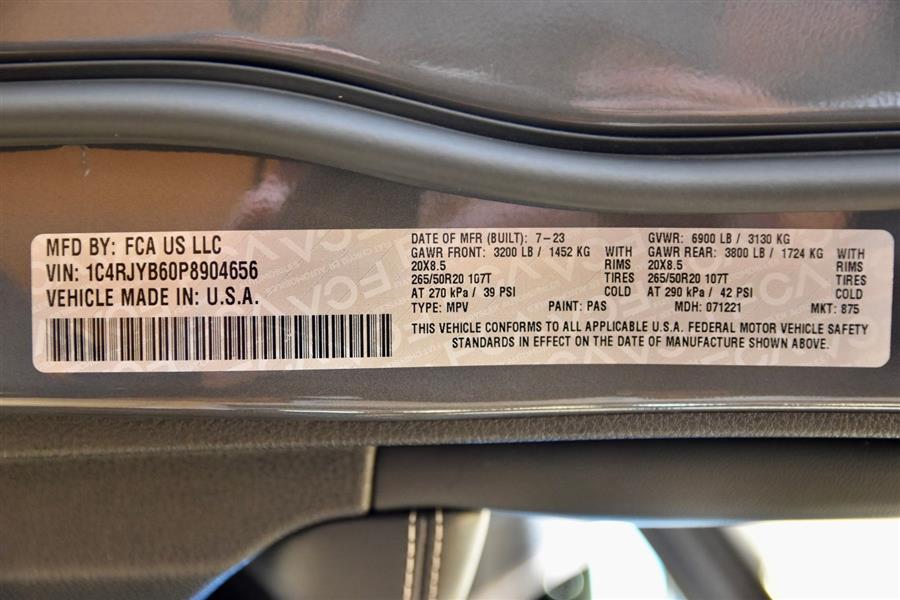 MFD BY: FCA US LLC
VIN: 1C4RJYB60P8904656
VEHICLE MADE IN: U.S.A.
DATE OF MFR (BUILT): 7-23
GAWR FRONT: 3200 LB / 1452 KG WITH
20X8.5 RIMS
265/50R20 107T TIRES
AT 270 kPa / 39 PSI COLD
TYPE: MPV PAINT: PAS
GVWR: 6900 LB / 3130 KG
GAWR REAR: 3800 LB / 1724 KG WITH
20X8.5 RIMS
265/50R20 107T TIRES
AT 290 kPa / 42 PSI COLD
MDH: 071221 MKT: 875
THIS VEHICLE CONFORMS TO ALL APPLICABLE U.S.A. FEDERAL MOTOR VEHICLE SAFETY
STANDARDS IN EFFECT ON THE DATE OF MANUFACTURE SHOWN ABOVE.